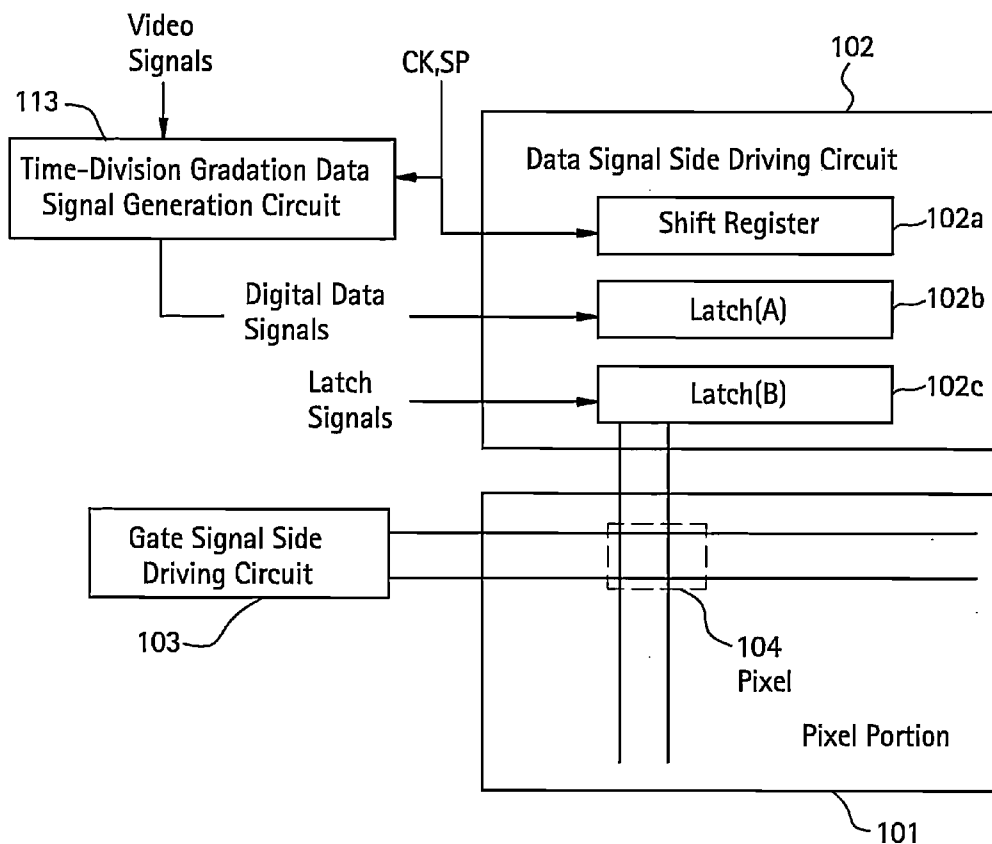 Video
Signals
CK,SP
102
113
Time-Division Gradation Data
Signal Generation Circuit
Data Signal Side Driving Circuit
Shift Register
102a
Digital Data
Signals
Latch(A)
102b
Latch
Signals
Latch(B)
102c
Gate Signal Side
Driving Circuit
103
104
Pixel
Pixel Portion
101